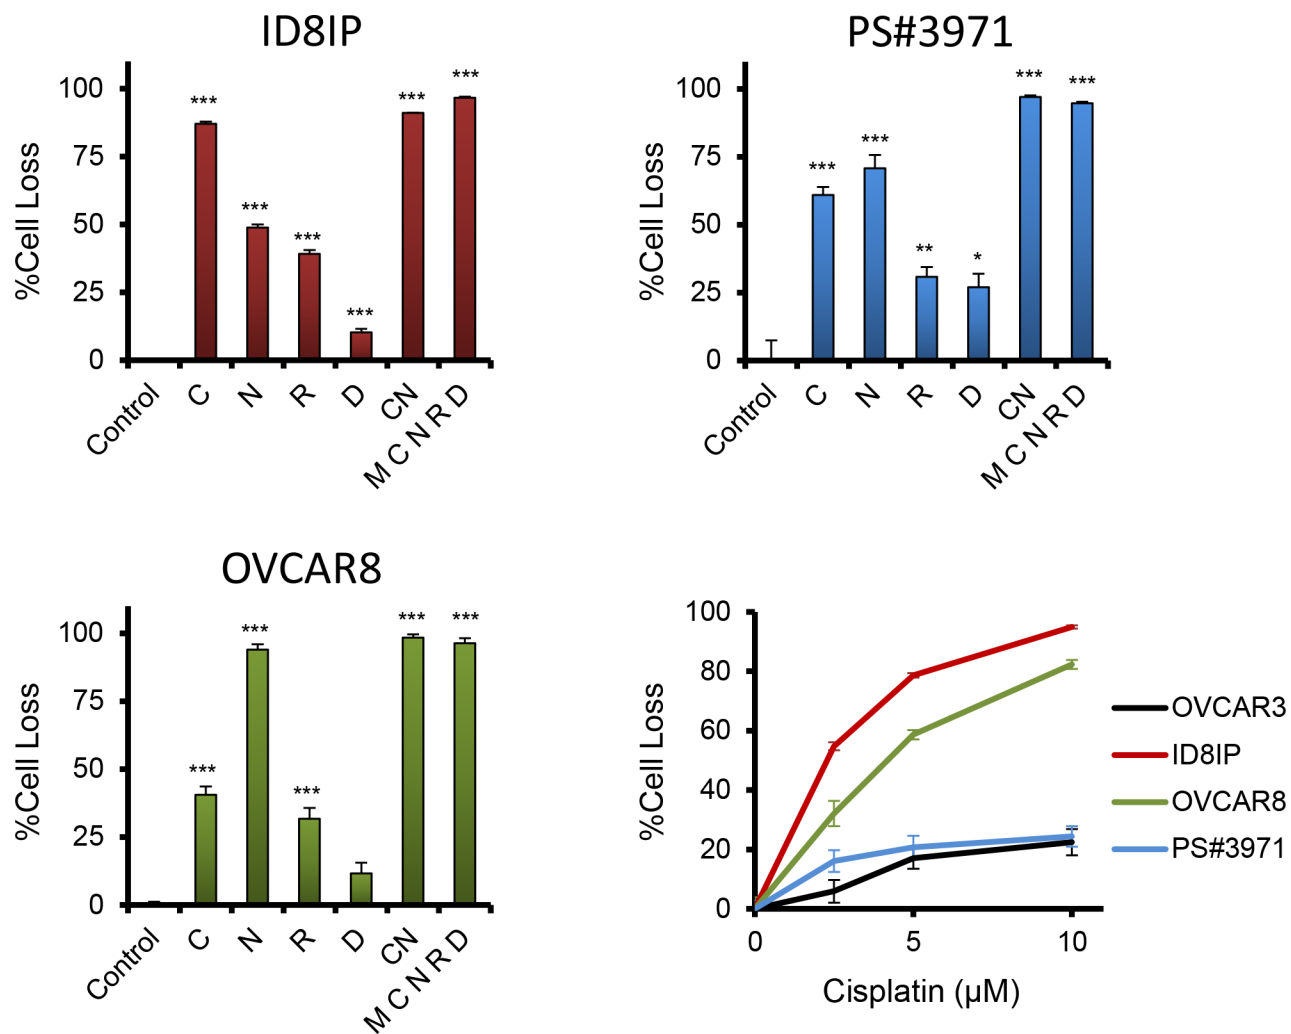 ID8IP
%Cell Loss
100
75
50
25
0
***
***
***
***
***
***
Control
C
N
R
D
CN
M C N R D
PS#3971
%Cell Loss
100
75
50
25
0
***
***
**
*
***
***
Control
C
N
R
D
CN
M C N R D
OVCAR8
%Cell Loss
100
75
50
25
0
***
***
***
***
***
Control
C
N
R
D
CN
M C N R D
%Cell Loss
100
80
60
40
20
0
0
5
10
Cisplatin (μM)
OVCAR3
ID8IP
OVCAR8
PS#3971